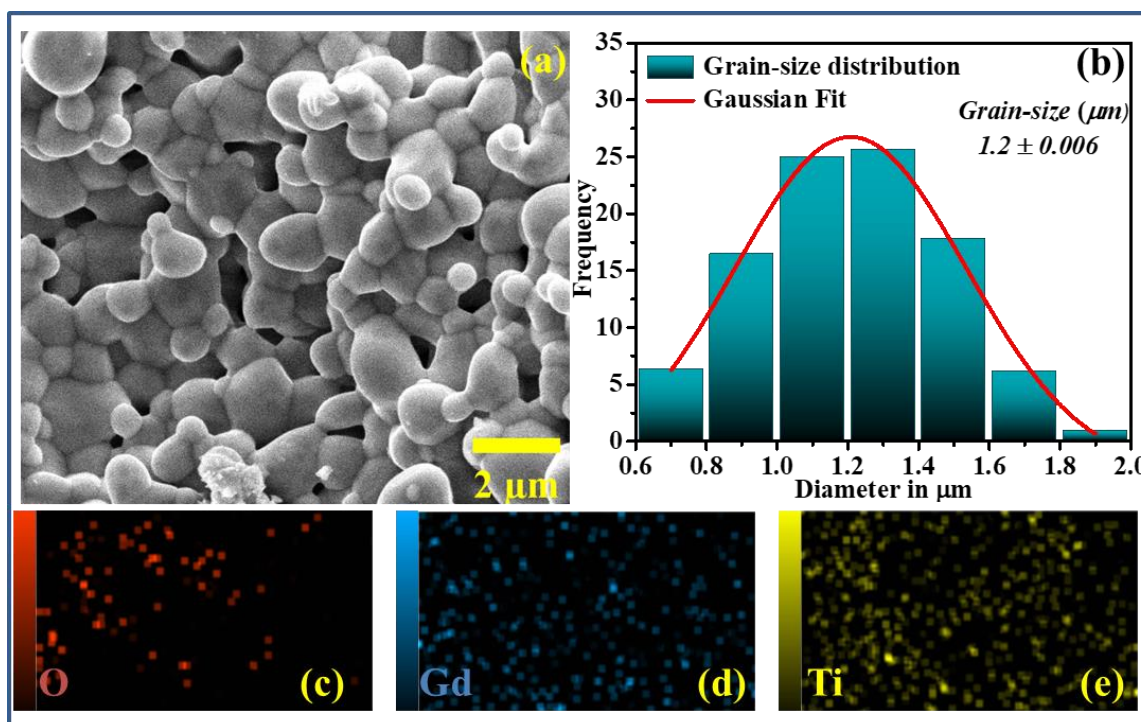 (a)
2 μm
(b)
Grain-size distribution
Gaussian Fit
Grain-size (μm)
1.2 ± 0.006
Frequency
35
30
25
20
15
10
5
0
0.6 0.8 1.0 1.2 1.4 1.6 1.8 2.0
Diameter in μm
O (c)
Gd (d)
Ti (e)